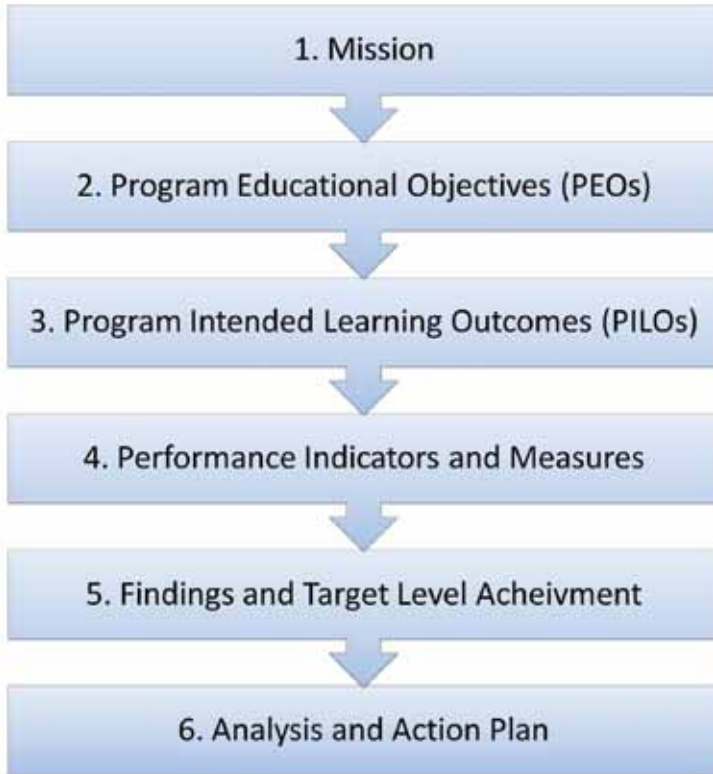 1. Mission
2. Program Educational Objectives (PEOs)
3. Program Intended Learning Outcomes (PILOs)
4. Performance Indicators and Measures
5. Findings and Target Level Acheivment
6. Analysis and Action Plan